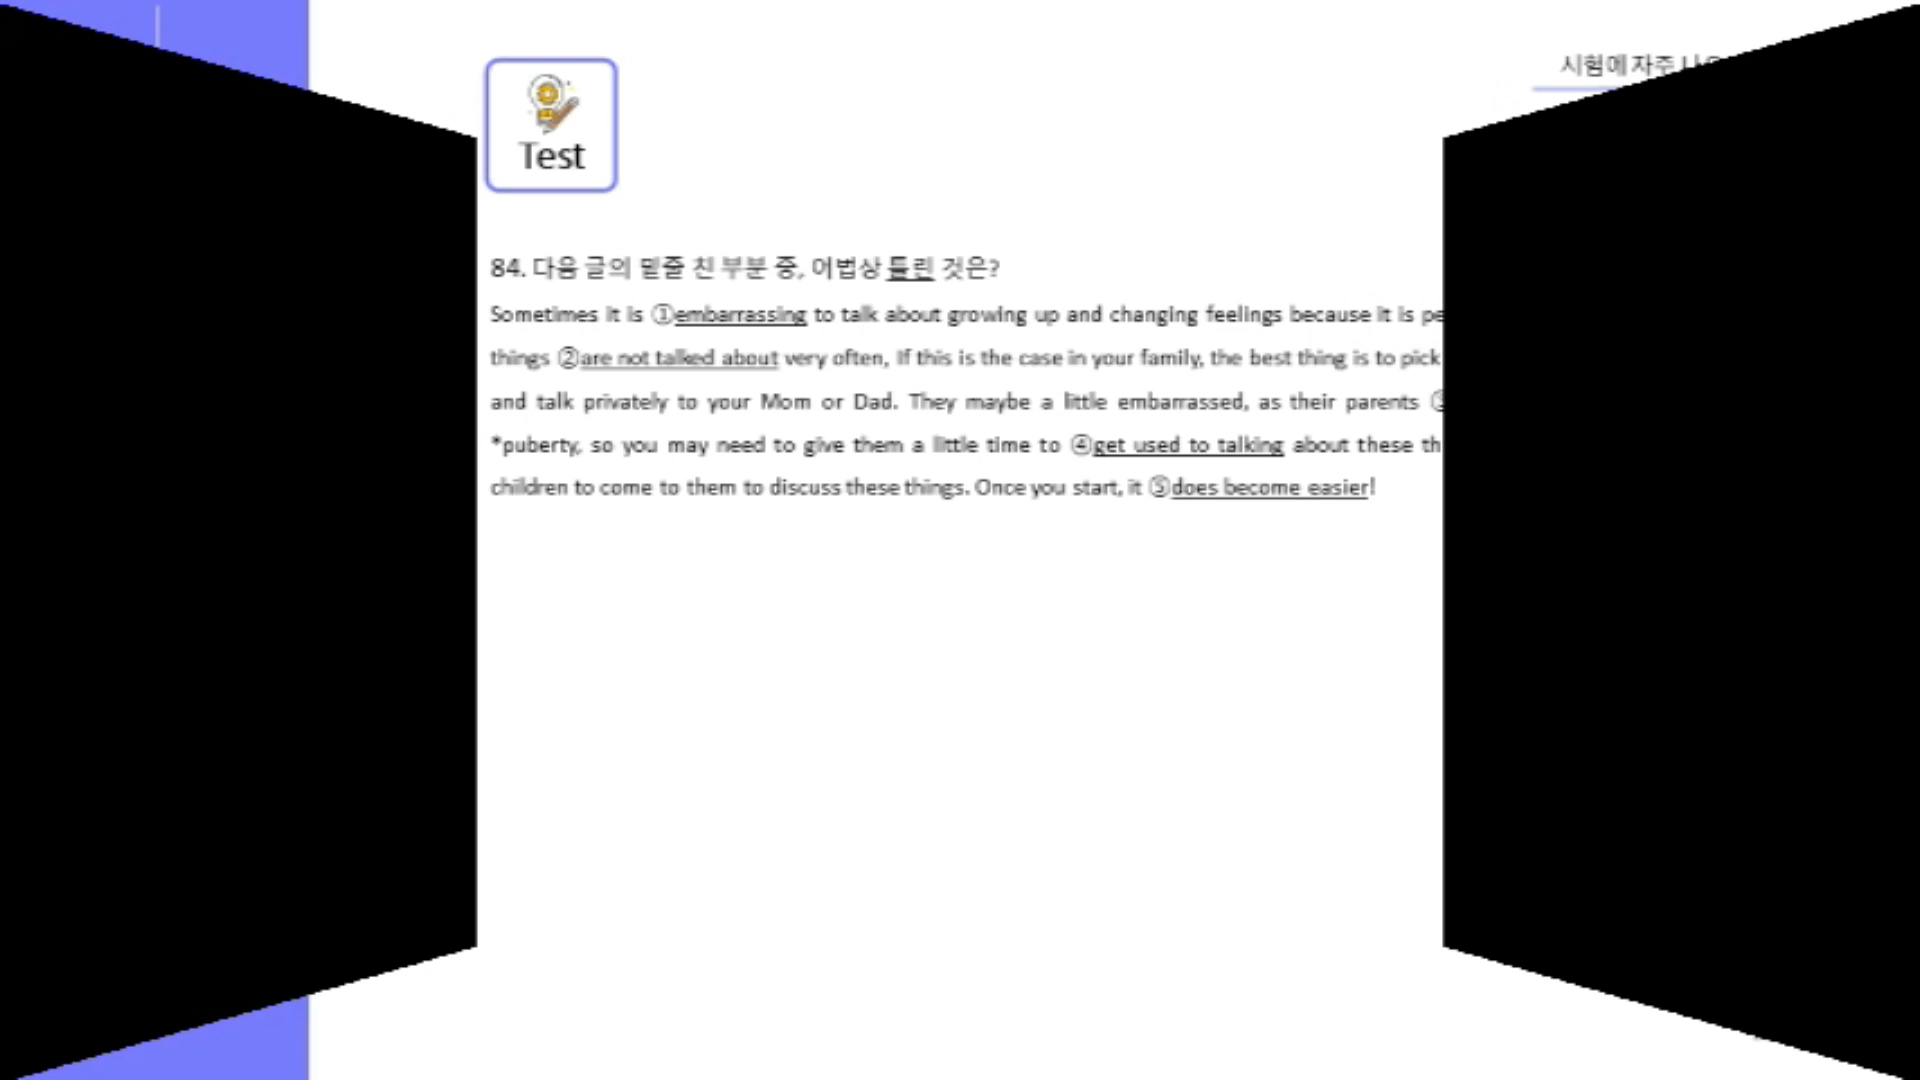 시험에 자주
Test
84. 다음 글의 밑줄 친 부분 중, 어법상 틀린 것은?
Sometimes it is ①embarrassing to talk about growing up and changing feelings because it is
things ②are not talked about very often, If this is the case in your family, the best thing is to pick
and talk privately to your Mom or Dad. They maybe a little embarrassed, as their parents
*puberty, so you may need to give them a little time to ④get used to talking about these
children to come to them to discuss these things. Once you start, it ⑤does become easier!